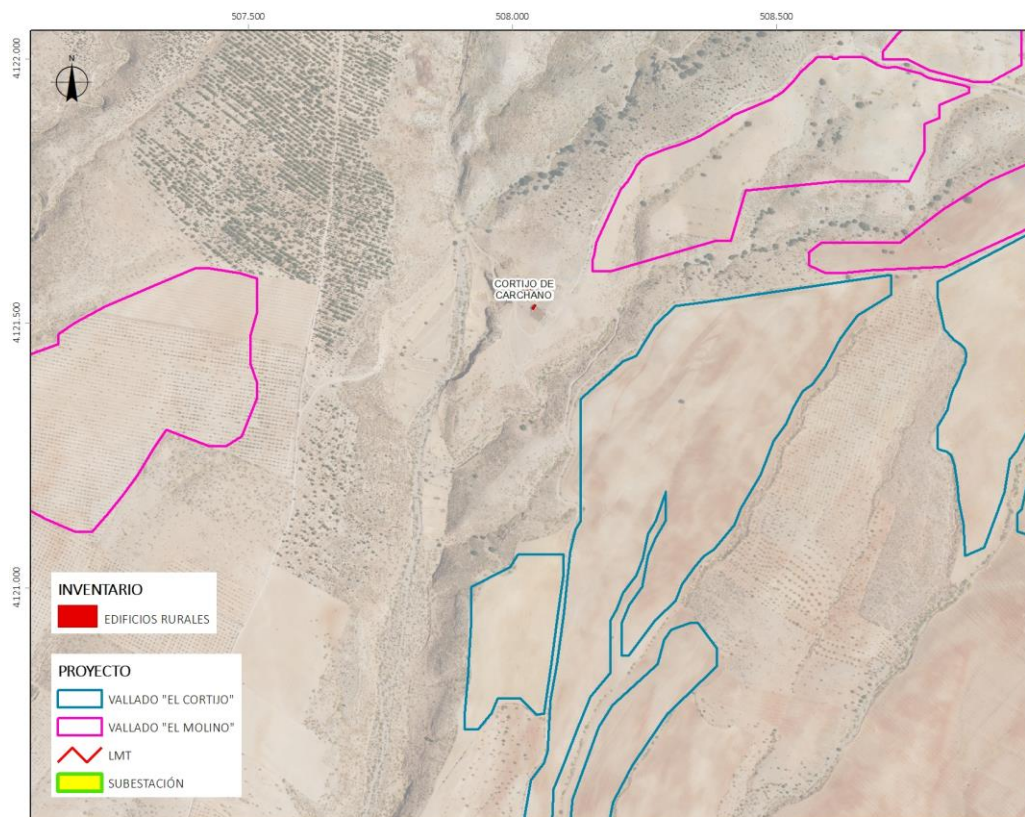 507.500
508.000
508.500
4.122.000
N
CORTIJO DE
CARCHANO
4.121.500
4.121.000
INVENTARIO
EDIFICIOS RURALES
PROYECTO
VALLADO "EL CORTIJO"
VALLADO "EL MOLINO"
LMT
SUBESTACIÓN